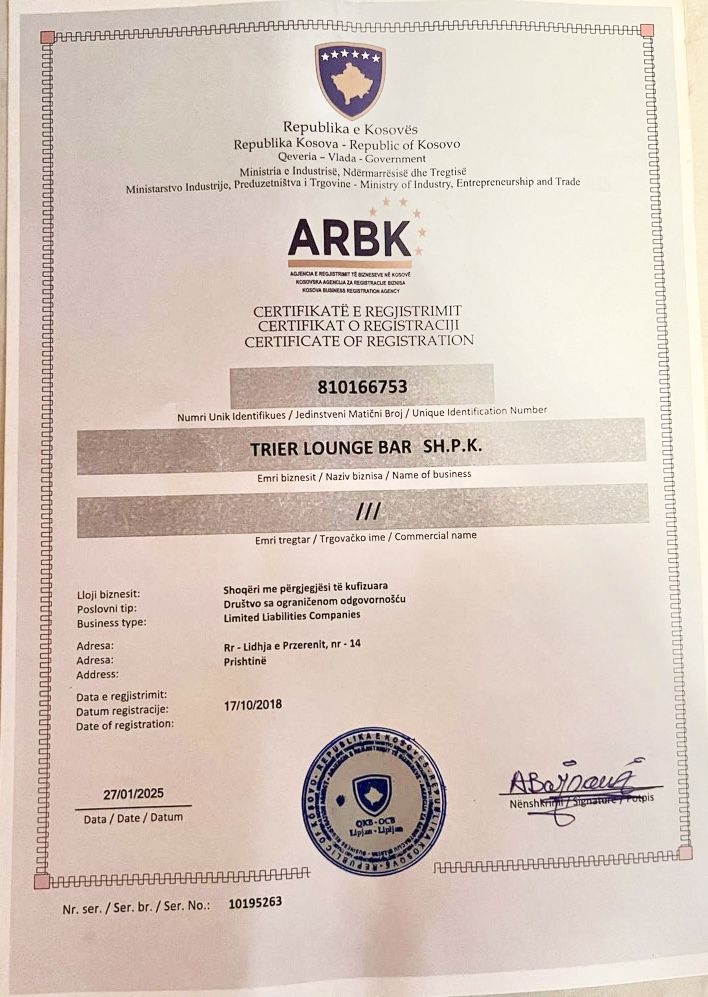 Republika e Kosovës
Republika Kosova - Republic of Kosovo
Qeveria – Vlada - Government
Ministria e Industrisë, Ndërmarrësisë dhe Tregtisë
Ministarstvo Industrije, Preduzetništva i Trgovine - Ministry of Industry, Entrepreneurship and Trade
ARBK
AGJENCIA E REGJISTRIMIT TË BIZNESEVE NË KOSOVË
KOSOVSKA AGENCIJA ZA REGISTRACIJE BIZNISA
KOSOVA BUSINESS REGISTRATION AGENCY
CERTIFIKATË E REGJISTRIMIT
CERTIFIKAT O REGISTRACIJI
CERTIFICATE OF REGISTRATION
810166753
Numri Unik Identifikues / Jedinstveni Matični Broj / Unique Identification Number
TRIER LOUNGE BAR SH.P.K.
Emri biznesit / Naziv biznisa / Name of business
///
Emri tregtar / Trgovačko ime / Commercial name
Lloji biznesit: Shoqëri me përgjegjësi të kufizuara
Poslovni tip: Društvo sa ograničenom odgovornošću
Business type: Limited Liabilities Companies
Adresa: Rr - Lidhja e Przerenit, nr - 14
Adresa: Prishtinë
Address:
Data e regjistrimit:
Datum registracije: 17/10/2018
Date of registration:
27/01/2025
Data / Date / Datum
REPUBLIKA E KOSOVËS
REPUBLIKA KOSOVA
REPUBLIC OF KOSOVO
QKB - OCB
Lipjan - Lipljan
Nënshkrimi / Signature / Potpis
Nr. ser. / Ser. br. / Ser. No.: 10195263